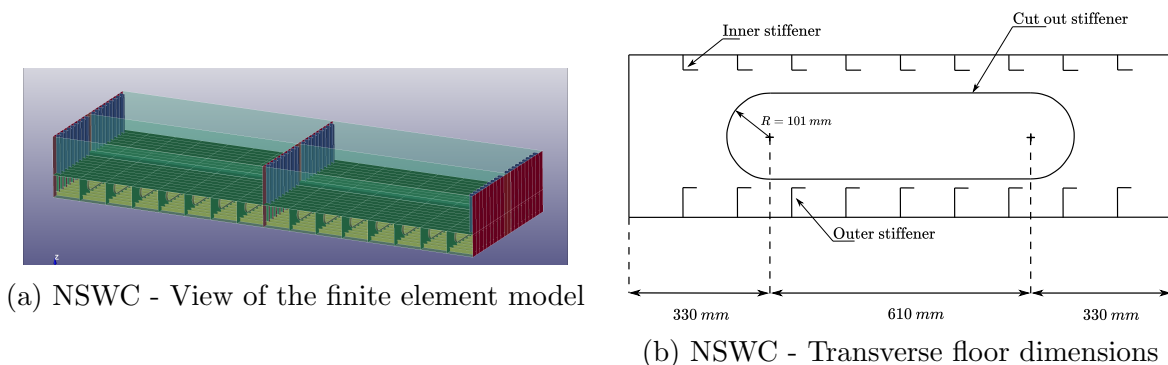 Inner stiffener
Cut out stiffener
R = 101 mm
Outer stiffener
330 mm
610 mm
330 mm
z
(a) NSWC - View of the finite element model
(b) NSWC - Transverse floor dimensions